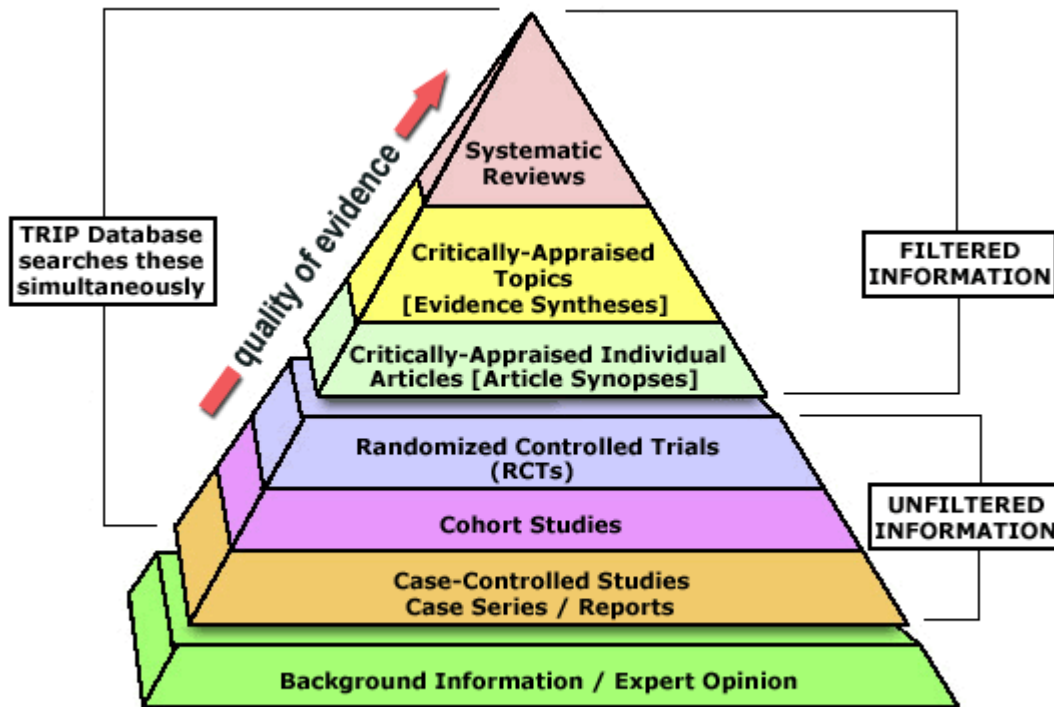 Systematic
Reviews
quality of evidence
TRIP Database
searches these
simultaneously
Critically-Appraised
Topics
[Evidence Syntheses]
FILTERED
INFORMATION
Critically-Appraised Individual
Articles [Article Synopses]
Randomized Controlled Trials
(RCTs)
UNFILTERED
INFORMATION
Cohort Studies
Case-Controlled Studies
Case Series / Reports
Background Information / Expert Opinion